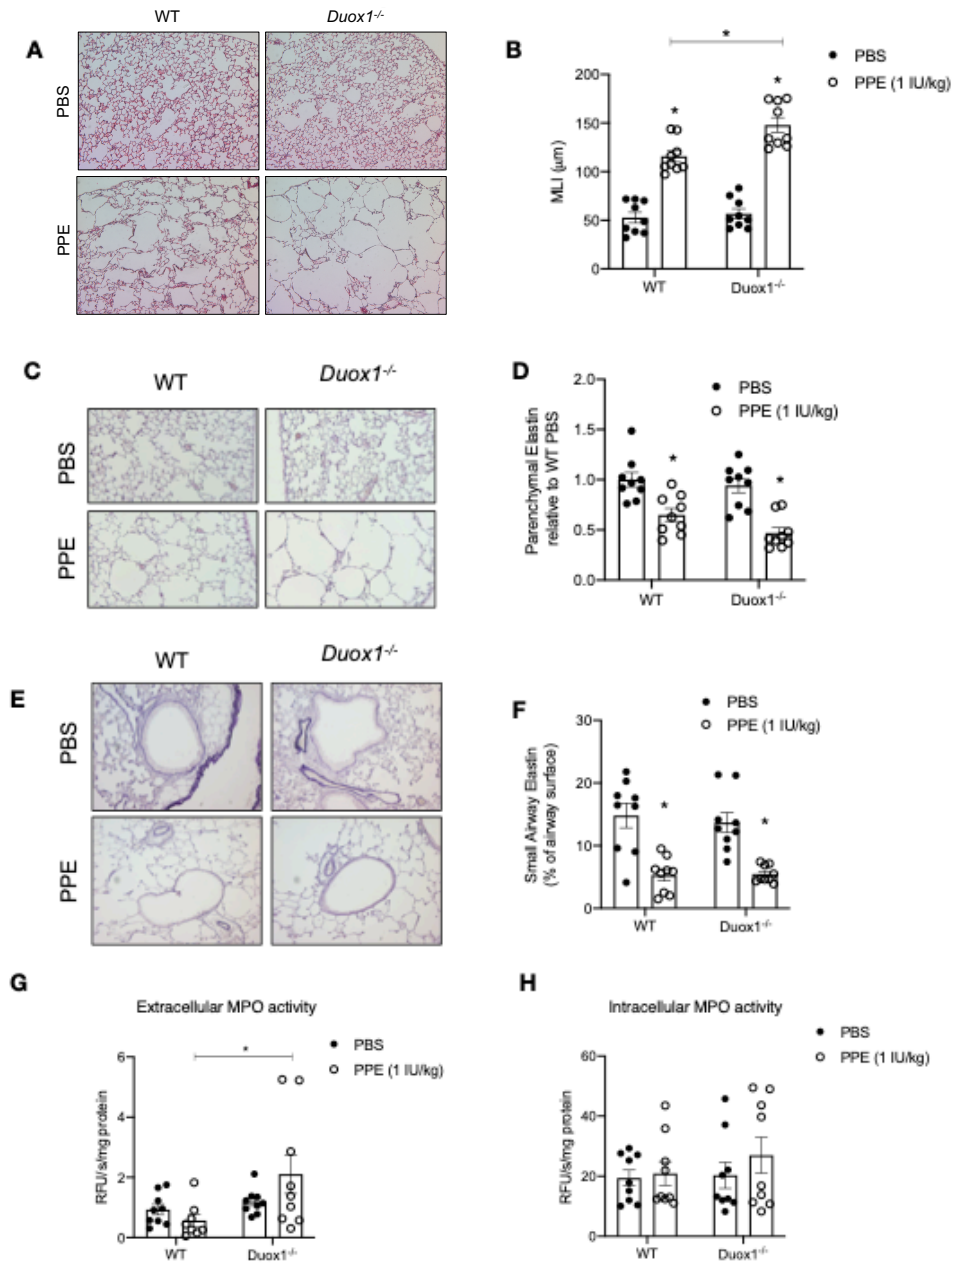 WT
Duox1-/-
A
PBS
PPE
B
*
PBS
PPE (1 IU/kg)
200
150
100
50
0
MLI (μm)
*
*
WT
Duox1-/-
C
WT
Duox1-/-
PBS
PPE
D
PBS
PPE (1 IU/kg)
2.0
1.5
1.0
0.5
0.0
Parenchymal Elastin
relative to WT PBS
*
*
WT
Duox1-/-
E
WT
Duox1-/-
PBS
PPE
F
PBS
PPE (1 IU/kg)
30
20
10
0
Small Airway Elastin
(% of airway surface)
*
*
WT
Duox1-/-
G
Extracellular MPO activity
PBS
PPE (1 IU/kg)
*
6
4
2
0
RFU/s/mg protein
WT
Duox1-/-
H
Intracellular MPO activity
PBS
PPE (1 IU/kg)
60
40
20
0
RFU/s/mg protein
WT
Duox1-/-